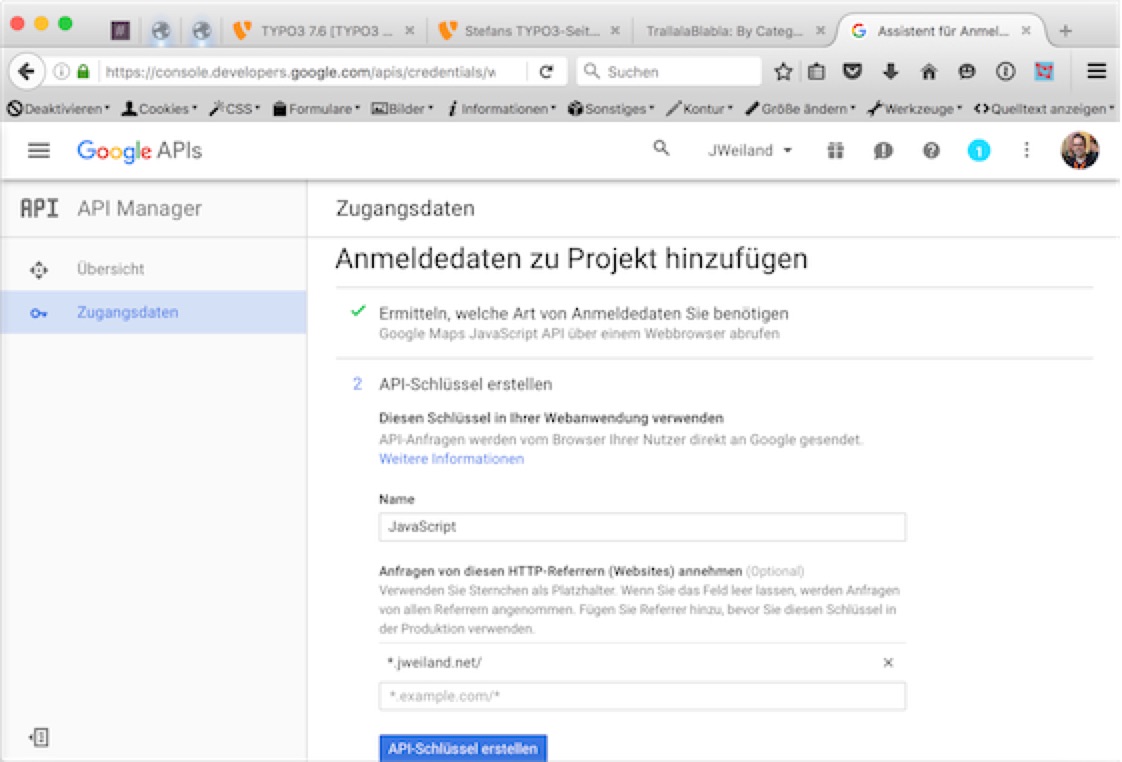 TYPO3 7.6 [TYPO3 ... × Stefans TYPO3-Seit... × TrallalaBlabla: By Categ... × Assistent für Anmel... × +
https://console.developers.google.com/apis/credentials/w Suchen
Deaktivieren Cookies CSS Formulare Bilder Informationen Sonstiges Kontur Größe ändern Werkzeuge Quelltext anzeigen
Google APIs JWeiland 1
API API Manager
Zugangsdaten
Übersicht
Zugangsdaten
Anmeldedaten zu Projekt hinzufügen
Ermitteln, welche Art von Anmeldedaten Sie benötigen
Google Maps JavaScript API über einem Webbrowser abrufen
2 API-Schlüssel erstellen
Diesen Schlüssel in Ihrer Webanwendung verwenden
API-Anfragen werden vom Browser Ihrer Nutzer direkt an Google gesendet.
Weitere Informationen
Name
JavaScript
Anfragen von diesen HTTP-Referrern (Websites) annehmen (Optional)
Verwenden Sie Sternchen als Platzhalter. Wenn Sie das Feld leer lassen, werden Anfragen
von allen Referrern angenommen. Fügen Sie Referrer hinzu, bevor Sie diesen Schlüssel in
der Produktion verwenden.
*.jweiland.net/ ×
*.example.com/*
API-Schlüssel erstellen